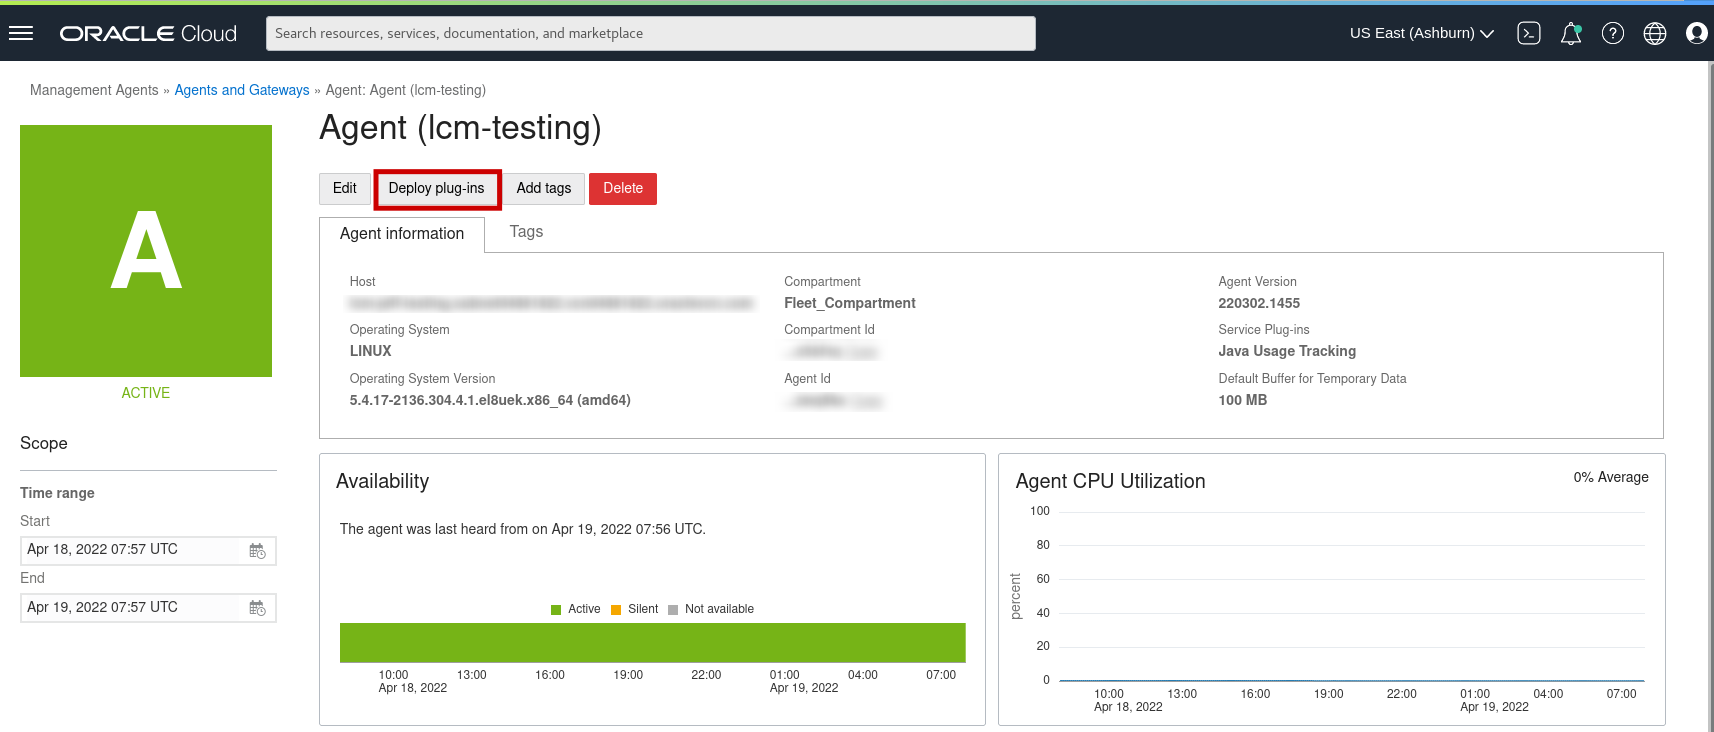 ORACLE Cloud
Search resources, services, documentation, and marketplace
US East (Ashburn)
Management Agents » Agents and Gateways » Agent: Agent (lcm-testing)
A
ACTIVE
Scope
Time range
Start
Apr 18, 2022 07:57 UTC
End
Apr 19, 2022 07:57 UTC
Agent (lcm-testing)
Edit
Deploy plug-ins
Add tags
Delete
Agent information
Tags
Host
Operating System
LINUX
Operating System Version
5.4.17-2136.304.4.1.el8uek.x86_64 (amd64)
Compartment
Fleet_Compartment
Compartment Id
Agent Id
Agent Version
220302.1455
Service Plug-ins
Java Usage Tracking
Default Buffer for Temporary Data
100 MB
Availability
The agent was last heard from on Apr 19, 2022 07:56 UTC.
Active Silent Not available
10:00 13:00 16:00 19:00 22:00 01:00 04:00 07:00
Apr 18, 2022 Apr 19, 2022
Agent CPU Utilization
0% Average
percent
100
80
60
40
20
0
10:00 13:00 16:00 19:00 22:00 01:00 04:00 07:00
Apr 18, 2022 Apr 19, 2022